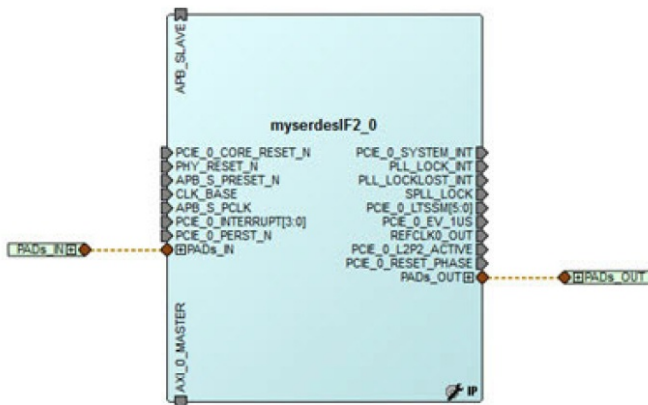 APB_SLAVE
myserdesIF2_0
PCIE_0_CORE_RESET_N
PHY_RESET_N
APB_S_PRESET_N
CLK_BASE
APB_S_PCLK
PCIE_0_INTERRUPT[3:0]
PCIE_0_PERST_N
PADs_IN
PADs_IN
PCIE_0_SYSTEM_INT
PLL_LOCK_INT
PLL_LOCKLOST_INT
SPLL_LOCK
PCIE_0_LTSSM[5:0]
PCIE_0_EV_1US
REFCLK0_OUT
PCIE_0_L2P2_ACTIVE
PCIE_0_RESET_PHASE
PADs_OUT
PADs_OUT
AXI_0_MASTER
IP